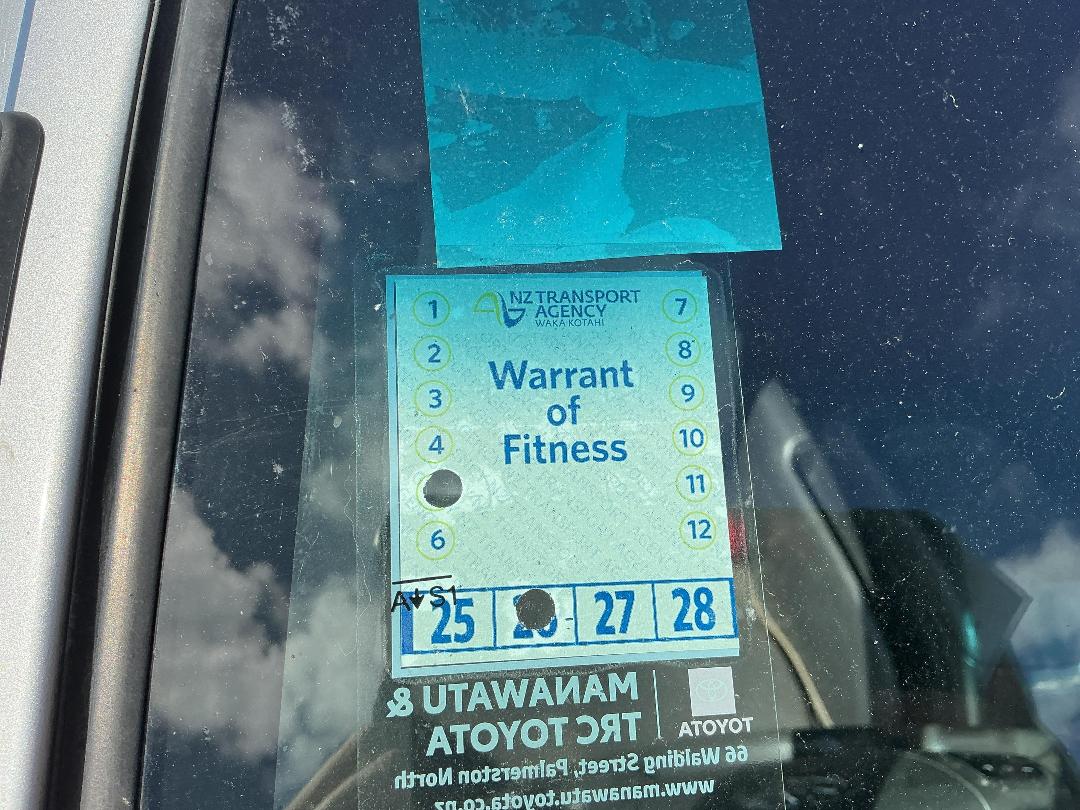 NZ TRANSPORT
AGENCY
WAKA KOTAHI
1
2
3
4
6
7
8
9
10
11
12
Warrant
of
Fitness
25
27
28
MANAWATU &
TRC TOYOTA
TOYOTA
66 Walding Street, Palmerston North
www.manawatu.toyota.co.nz